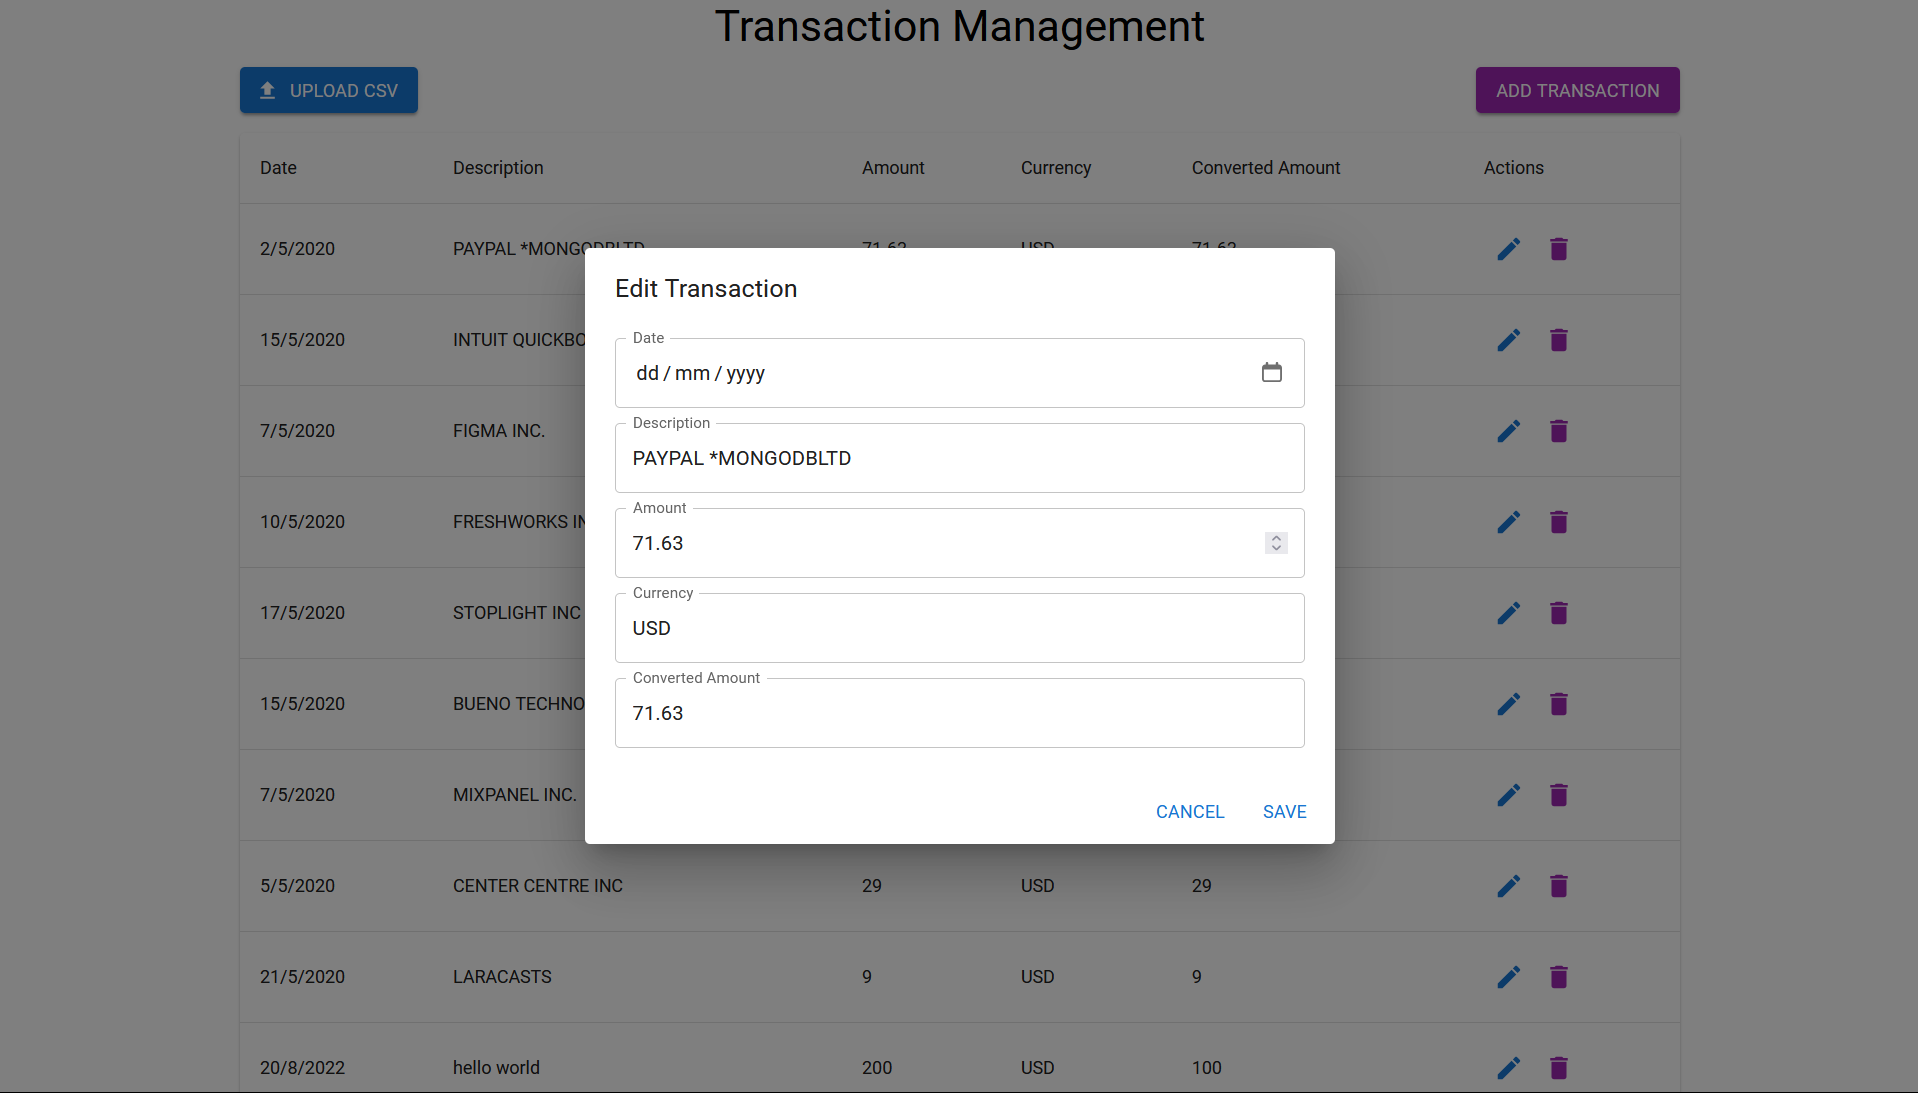 Transaction Management
UPLOAD CSV
ADD TRANSACTION
Date Description Amount Currency Converted Amount Actions
2/5/2020 PAYPAL *MONGODBLTD 71.63 USD 71.63
15/5/2020 INTUIT QUICKBO
7/5/2020 FIGMA INC.
10/5/2020 FRESHWORKS IN
17/5/2020 STOPLIGHT INC
15/5/2020 BUENO TECHNO
7/5/2020 MIXPANEL INC.
5/5/2020 CENTER CENTRE INC 29 USD 29
21/5/2020 LARACASTS 9 USD 9
20/8/2022 hello world 200 USD 100
Edit Transaction
Date
dd/mm/yyyy
Description
PAYPAL *MONGODBLTD
Amount
71.63
Currency
USD
Converted Amount
71.63
CANCEL SAVE